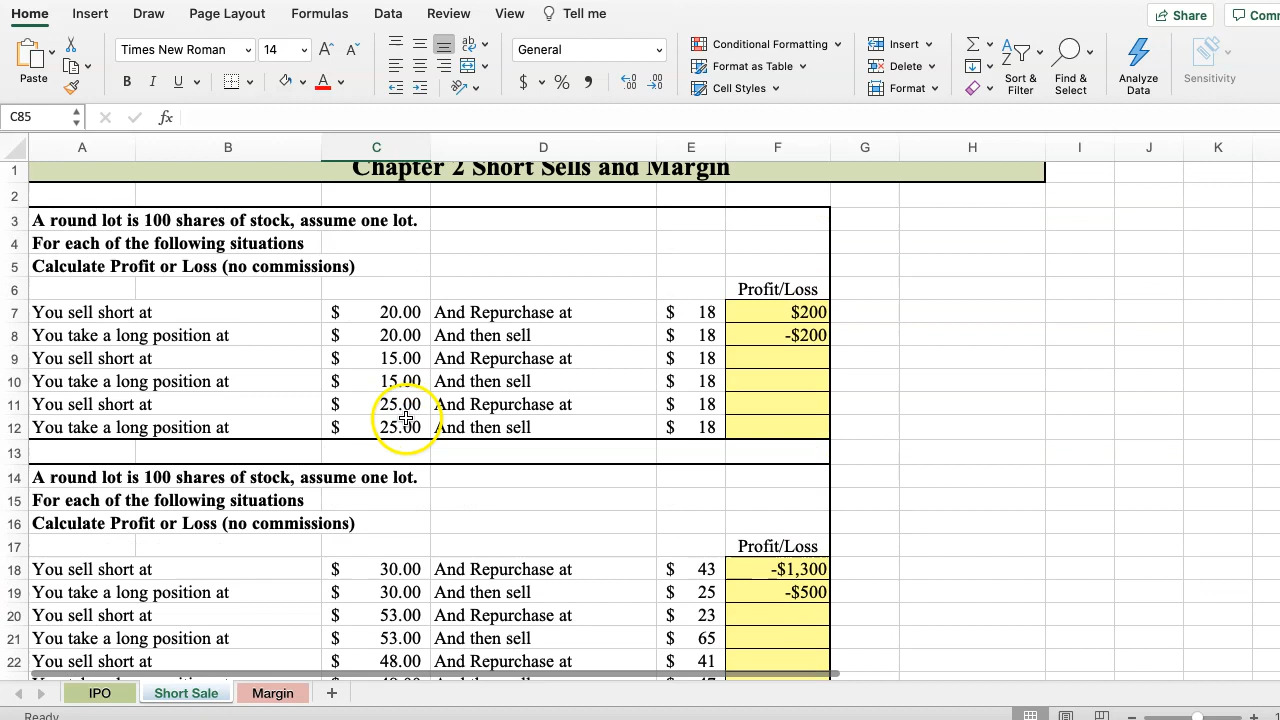 Home Insert Draw Page Layout Formulas Data Review View Tell me Share
Paste Times New Roman 14 General Conditional Formatting Insert
B I U Format as Table Delete Sort & Filter Find & Select Analyze Data Sensitivity
Cell Styles Format
C85 fx
A B C D E F G H I J K
1 Chapter 2 Short Sells and Margin
2
3 A round lot is 100 shares of stock, assume one lot.
4 For each of the following situations
5 Calculate Profit or Loss (no commissions)
6 Profit/Loss
7 You sell short at $ 20.00 And Repurchase at $ 18 $200
8 You take a long position at $ 20.00 And then sell $ 18 -$200
9 You sell short at $ 15.00 And Repurchase at $ 18
10 You take a long position at $ 15.00 And then sell $ 18
11 You sell short at $ 25.00 And Repurchase at $ 18
12 You take a long position at $ 25.00 And then sell $ 18
13
14 A round lot is 100 shares of stock, assume one lot.
15 For each of the following situations
16 Calculate Profit or Loss (no commissions)
17 Profit/Loss
18 You sell short at $ 30.00 And Repurchase at $ 43 -$1,300
19 You take a long position at $ 30.00 And then sell $ 25 -$500
20 You sell short at $ 53.00 And Repurchase at $ 23
21 You take a long position at $ 53.00 And then sell $ 65
22 You sell short at $ 48.00 And Repurchase at $ 41
IPO Short Sale Margin
Ready